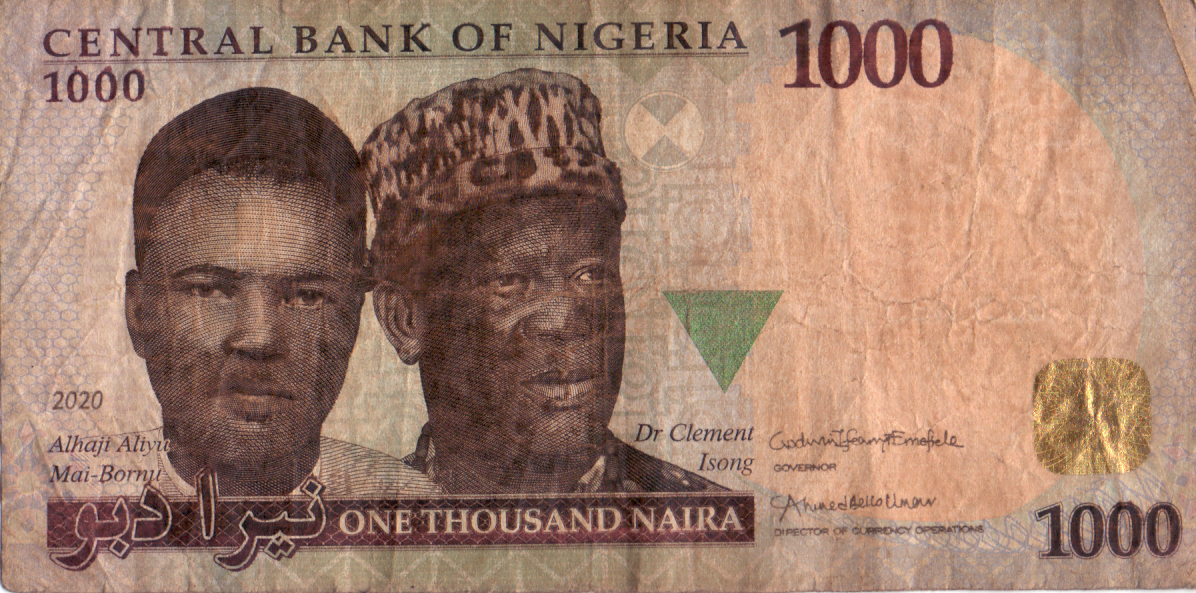 CENTRAL BANK OF NIGERIA
1000
1000
2020
Alhaji Aliyu
Mai-Bornu
Dr Clement
Isong
Godwin Ifeanyi Emefiele
GOVERNOR
Ahmed Bello Umar
DIRECTOR OF CURRENCY OPERATIONS
نيرا دبو
ONE THOUSAND NAIRA
1000